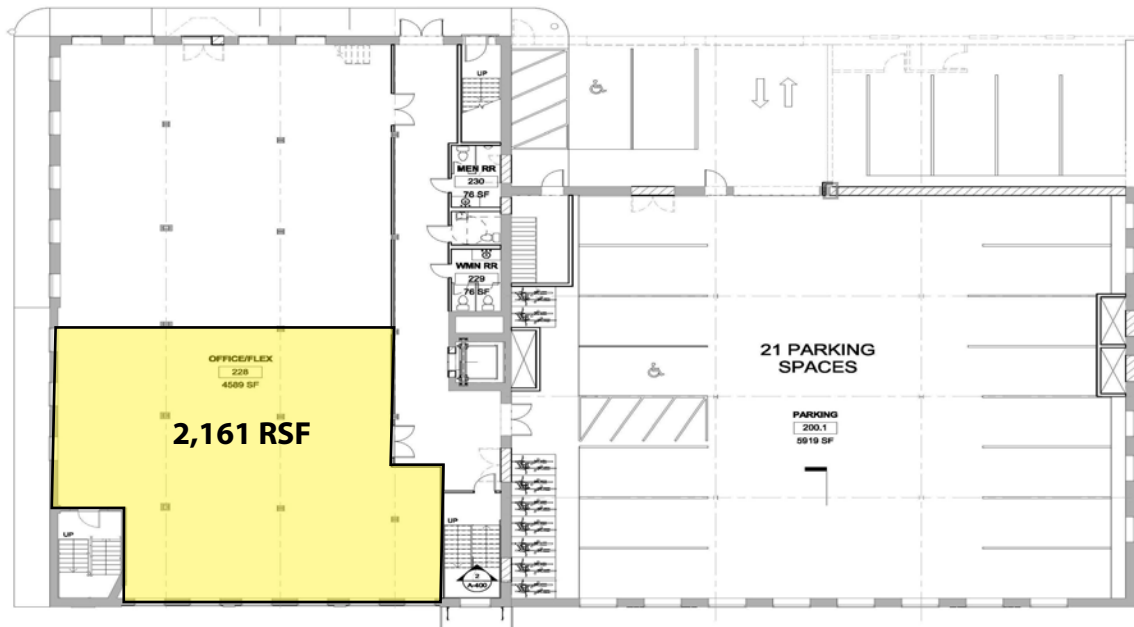 UP
MEN RR
230
76 SF
WMN RR
229
76 SF
OFFICE/FLEX
228
4589 SF
2,161 RSF
21 PARKING
SPACES
PARKING
200.1
5919 SF
UP
UP
2
A-400